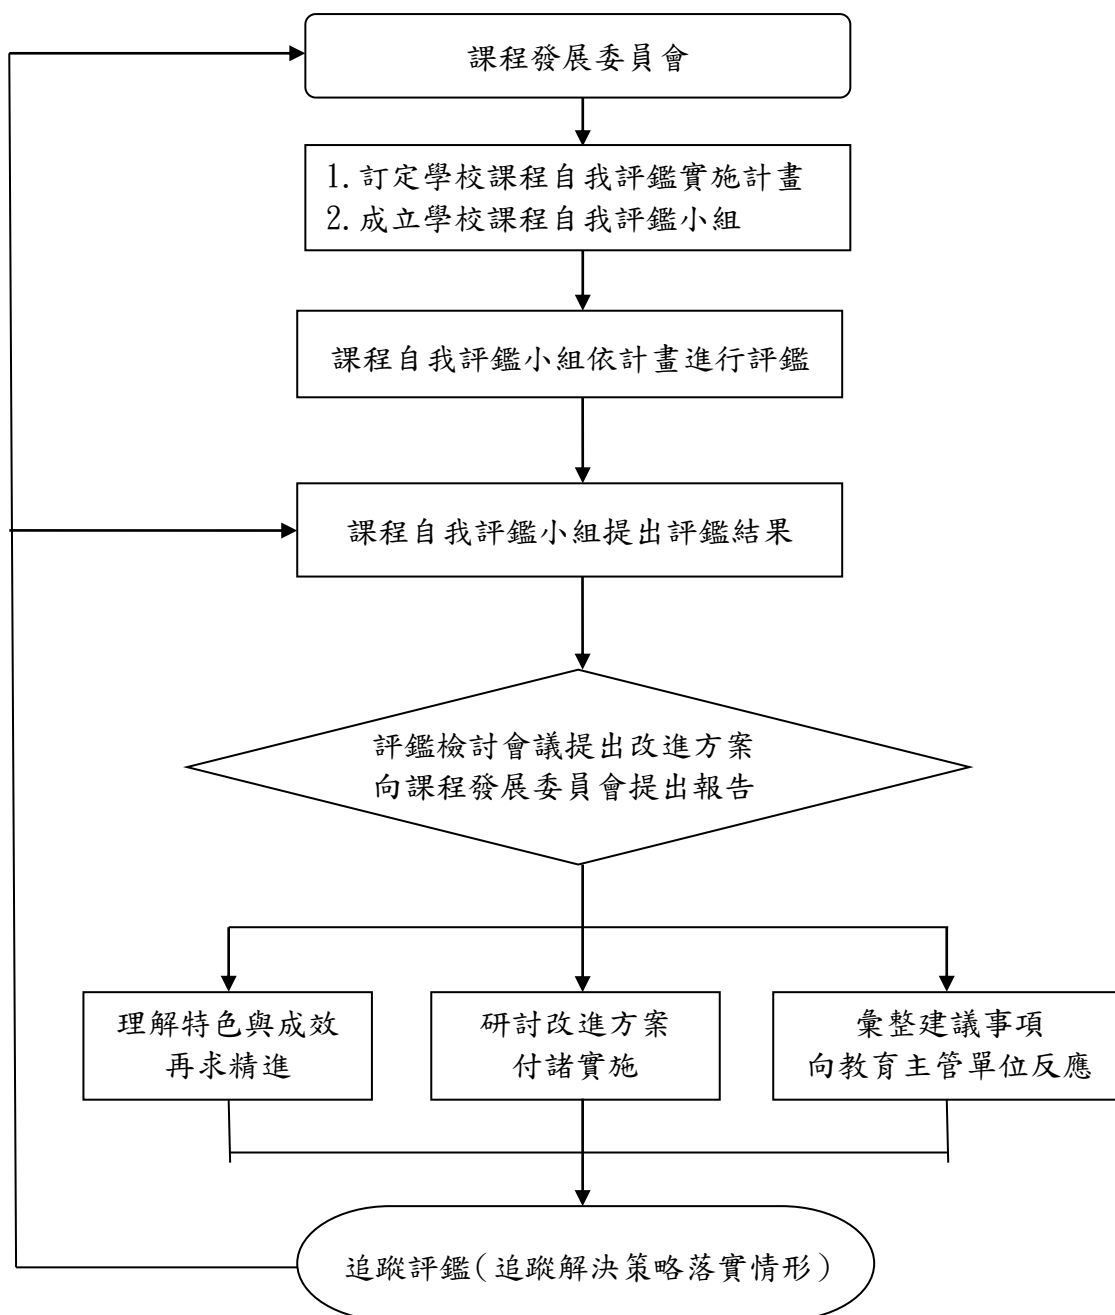 課程發展委員會
1.訂定學校課程自我評鑑實施計畫
2.成立學校課程自我評鑑小組
課程自我評鑑小組依計畫進行評鑑
課程自我評鑑小組提出評鑑結果
評鑑檢討會議提出改進方案
向課程發展委員會提出報告
理解特色與成效
再求精進
研討改進方案
付諸實施
彙整建議事項
向教育主管單位反應
追蹤評鑑(追蹤解決策略落實情形)